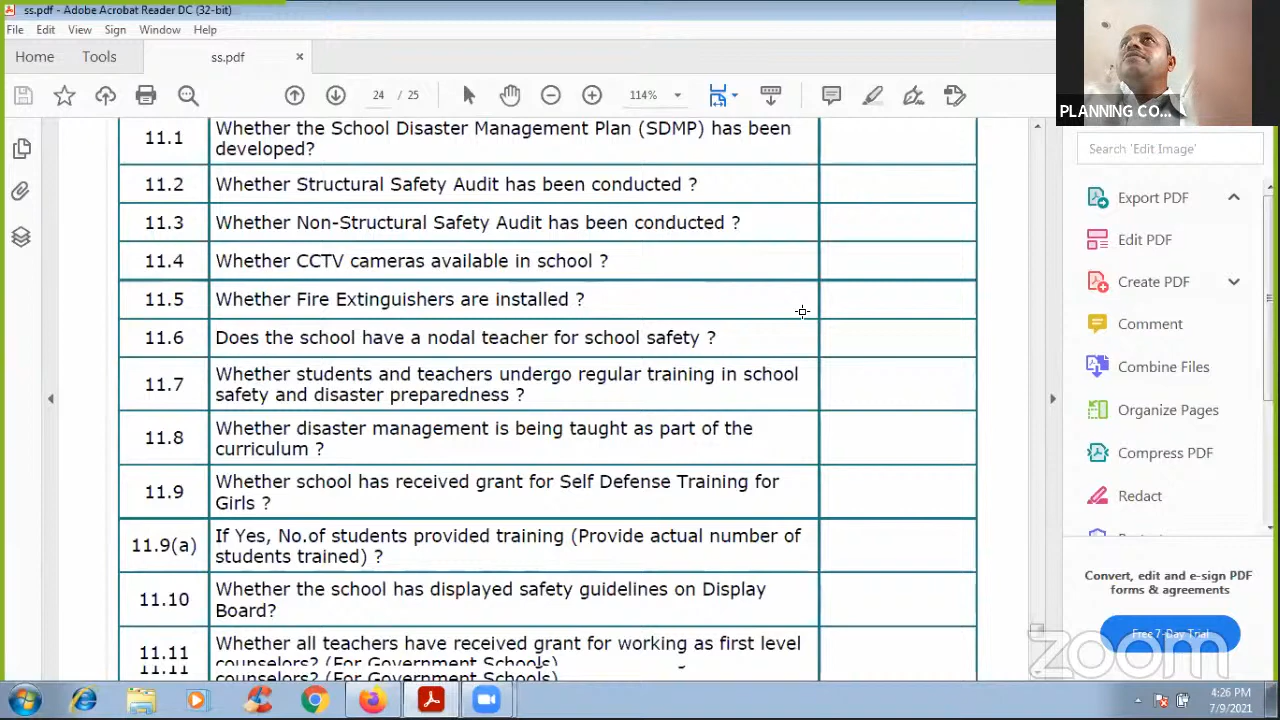 ss.pdf - Adobe Acrobat Reader DC (32-bit)
File Edit View Sign Window Help
Home Tools ss.pdf ×
24 / 25 114%
PLANNING CO...
11.1 Whether the School Disaster Management Plan (SDMP) has been
developed?
11.2 Whether Structural Safety Audit has been conducted ?
11.3 Whether Non-Structural Safety Audit has been conducted ?
11.4 Whether CCTV cameras available in school ?
11.5 Whether Fire Extinguishers are installed ?
11.6 Does the school have a nodal teacher for school safety ?
11.7 Whether students and teachers undergo regular training in school
safety and disaster preparedness ?
11.8 Whether disaster management is being taught as part of the
curriculum ?
11.9 Whether school has received grant for Self Defense Training for
Girls ?
11.9(a) If Yes, No.of students provided training (Provide actual number of
students trained) ?
11.10 Whether the school has displayed safety guidelines on Display
Board?
11.11 Whether all teachers have received grant for working as first level
counselors? (For Government Schools)
11.11 counselors? (For Government Schools)
Search 'Edit Image'
Export PDF
Edit PDF
Create PDF
Comment
Combine Files
Organize Pages
Compress PDF
Redact
Convert, edit and e-sign PDF
forms & agreements
Free 7-Day Trial
zoom
4:26 PM
7/9/2021